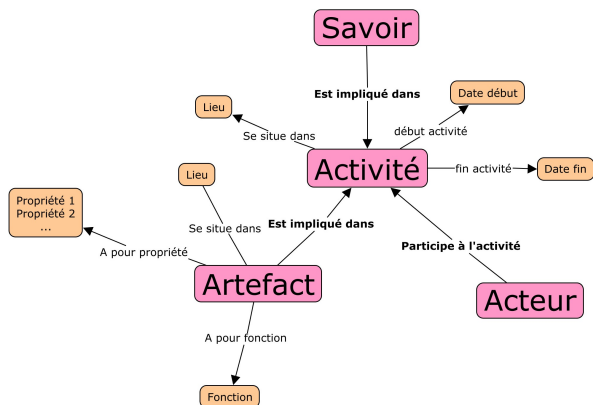 Savoir
Est impliqué dans
Date début
Lieu
début activité
Se situe dans
Activité
fin activité
Date fin
Lieu
Propriété 1
Propriété 2
...
Est impliqué dans
Se situe dans
Participe à l'activité
A pour propriété
Artefact
Acteur
A pour fonction
Fonction